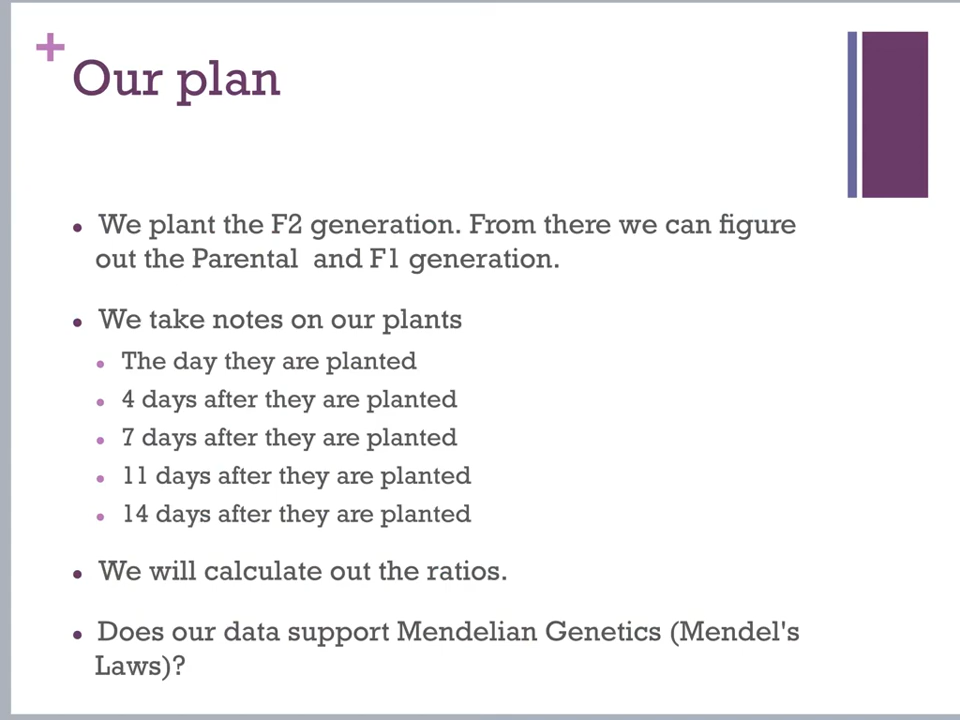 +
Our plan
• We plant the F2 generation. From there we can figure
out the Parental and F1 generation.
• We take notes on our plants
• The day they are planted
• 4 days after they are planted
• 7 days after they are planted
• 11 days after they are planted
• 14 days after they are planted
• We will calculate out the ratios.
• Does our data support Mendelian Genetics (Mendel's
Laws)?